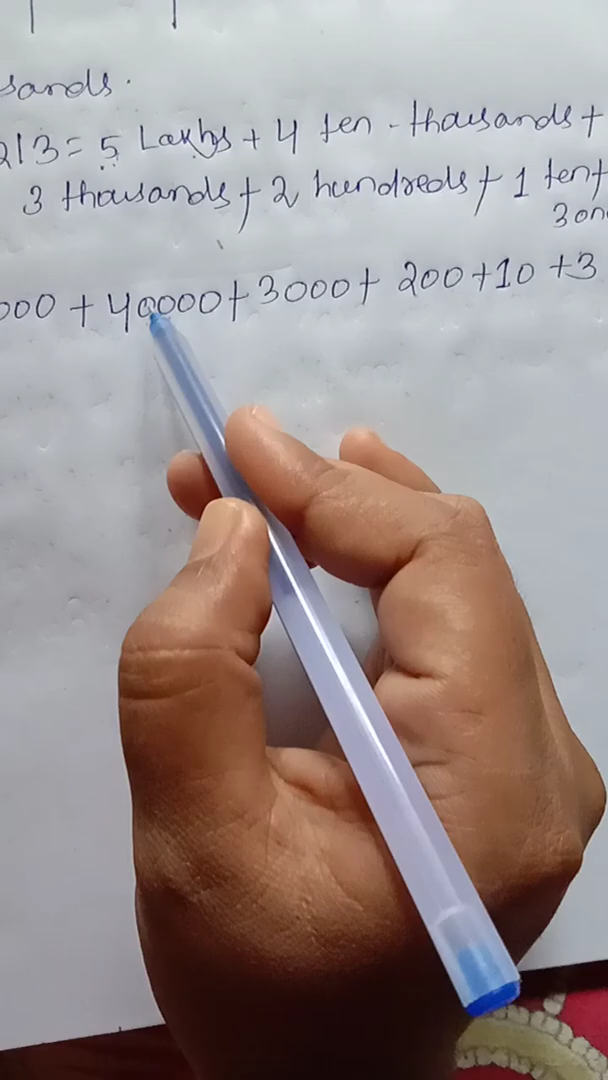 sands.
213 = 5 Lakhs + 4 ten - thousands +
3 thousands + 2 hundreds + 1 ten +
3 on
000 + 40000 + 3000 + 200 + 10 + 3